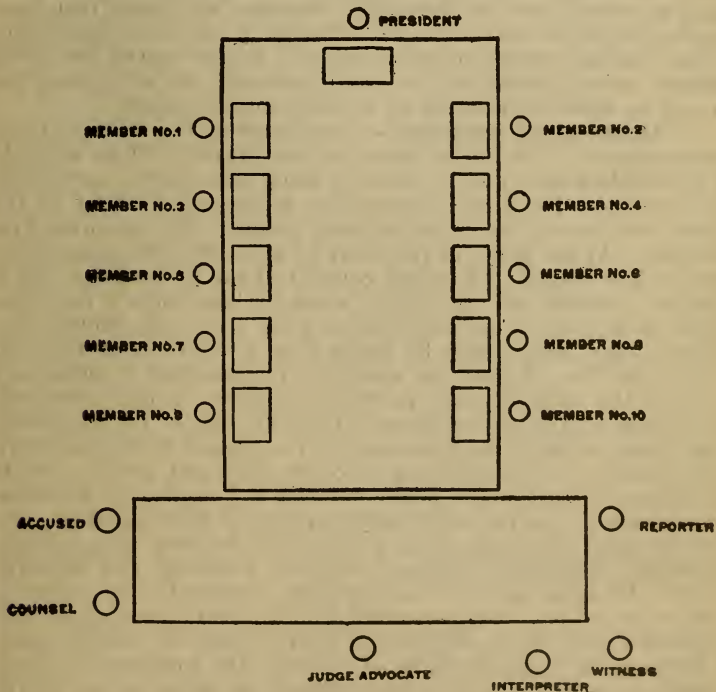 PRESIDENT
MEMBER No.1
MEMBER No.2
MEMBER No.3
MEMBER No.4
MEMBER No.5
MEMBER No.6
MEMBER No.7
MEMBER No.8
MEMBER No.9
MEMBER No.10
ACCUSED
REPORTER
COUNSEL
JUDGE ADVOCATE
INTERPRETER
WITNESS